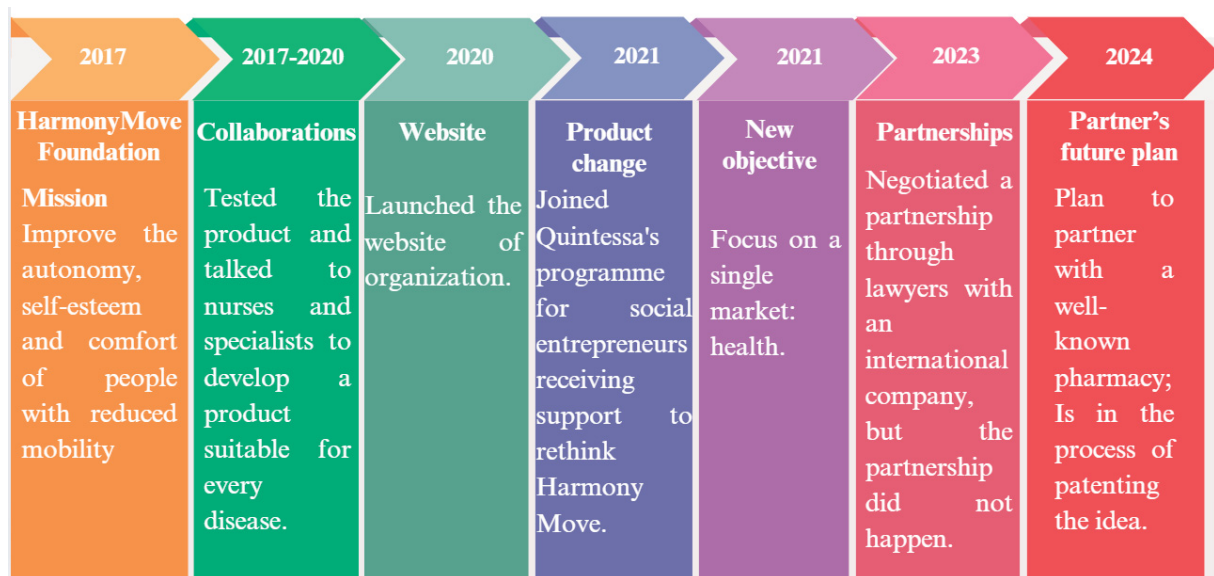 2017
HarmonyMove
Foundation
Mission
Improve the
autonomy,
self-esteem
and comfort
of people
with reduced
mobility
2017-2020
Collaborations
Tested the
product and
talked to
nurses and
specialists to
develop a
product
suitable for
every
disease.
2020
Website
Launched the
website of
organization.
2021
Product
change
Joined
Quintessa's
programme
for social
entrepreneurs
receiving
support to
rethink
Harmony
Move.
2021
New
objective
Focus on a
single
market:
health.
2023
Partnerships
Negotiated a
partnership
through
lawyers with
an
international
company,
but the
partnership
did not
happen.
2024
Partner's
future plan
Plan to
partner
with a
well-
known
pharmacy;
Is in the
process of
patenting
the idea.